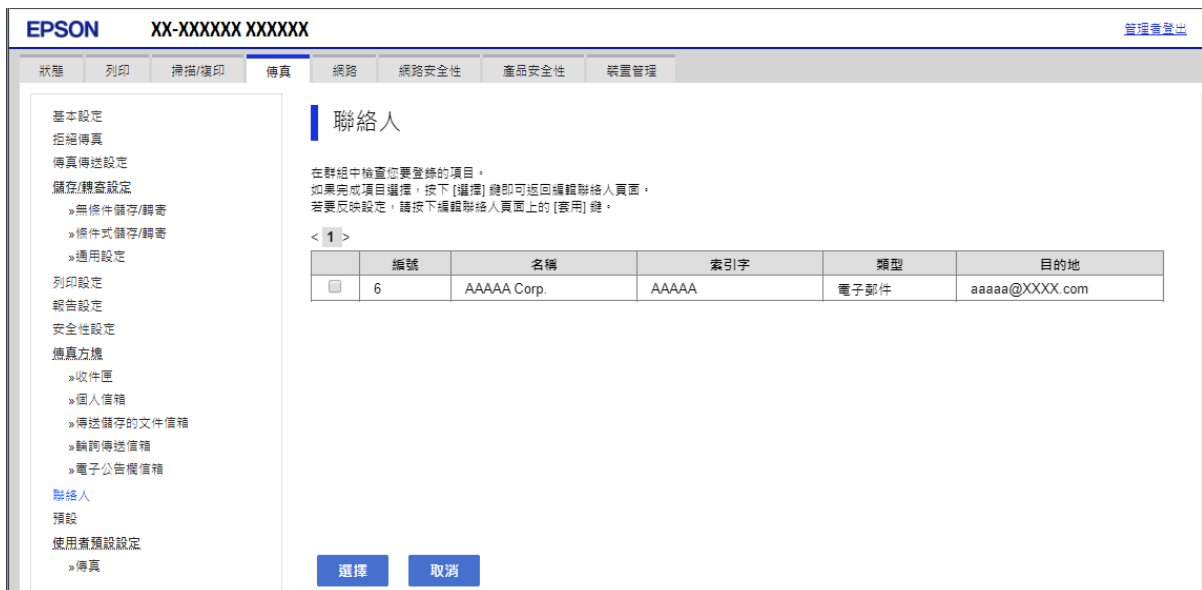 EPSON XX-XXXXXX XXXXXX 管理者登出
狀態 列印 掃描/複印 傳真 網路 網路安全性 產品安全性 裝置管理
基本設定
拒絕傳真
傳真傳送設定
儲存/轉寄設定
»無條件儲存/轉寄
»條件式儲存/轉寄
»通用設定
列印設定
報告設定
安全性設定
傳真方塊
»收件匣
»個人信箱
»傳送儲存的文件信箱
»輪詢傳送信箱
»電子公告欄信箱
聯絡人
預設
使用者預設設定
»傳真
聯絡人
在群組中檢查您要登錄的項目。
如果完成項目選擇，按下 [選擇] 鍵即可返回編輯聯絡人頁面。
若要反映設定，請按下編輯聯絡人頁面上的 [套用] 鍵。
< 1 >
編號 名稱 索引字 類型 目的地
6 AAAAA Corp. AAAAA 電子郵件 aaaaa@XXXX.com
選擇 取消